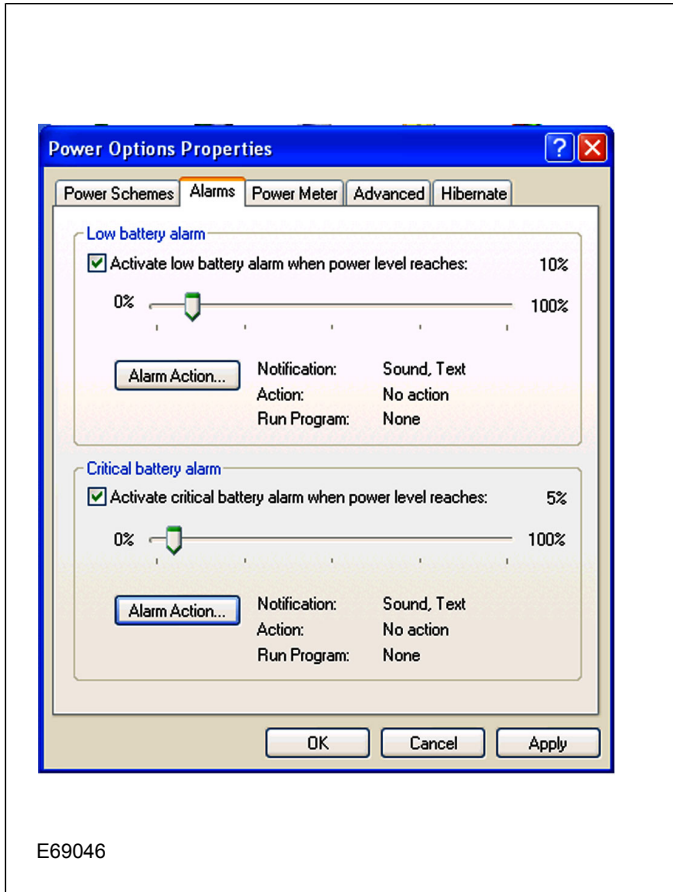 Power Options Properties
Power Schemes Alarms Power Meter Advanced Hibernate
Low battery alarm
Activate low battery alarm when power level reaches: 10%
0% 100%
Alarm Action... Notification: Sound, Text
Action: No action
Run Program: None
Critical battery alarm
Activate critical battery alarm when power level reaches: 5%
0% 100%
Alarm Action... Notification: Sound, Text
Action: No action
Run Program: None
OK Cancel Apply
E69046